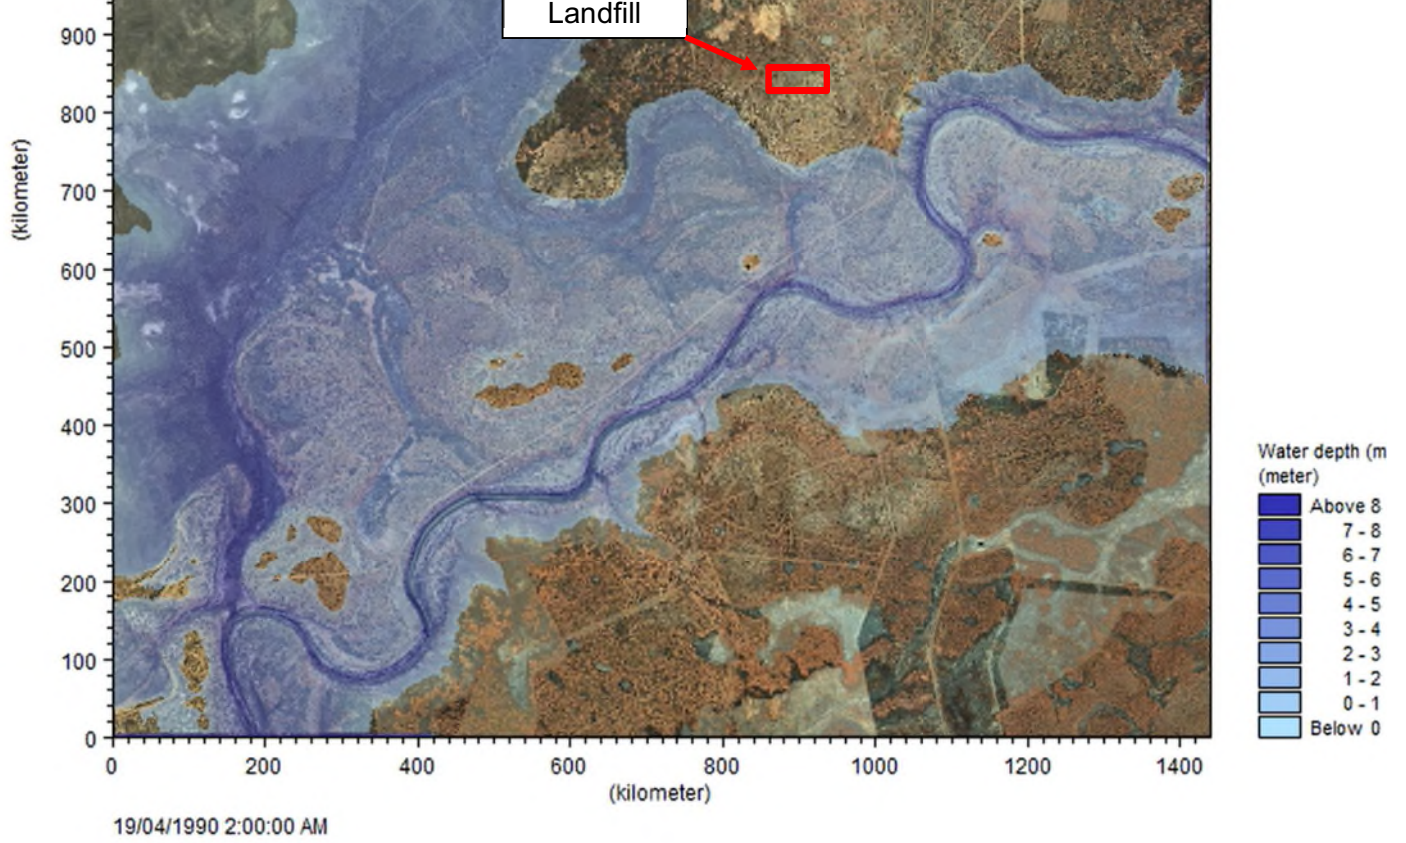 Landfill
900
800
700
600
500
400
300
200
100
0
(kilometer)
0 200 400 600 800 1000 1200 1400
(kilometer)
19/04/1990 2:00:00 AM
Water depth (m
(meter)
Above 8
7 - 8
6 - 7
5 - 6
4 - 5
3 - 4
2 - 3
1 - 2
0 - 1
Below 0